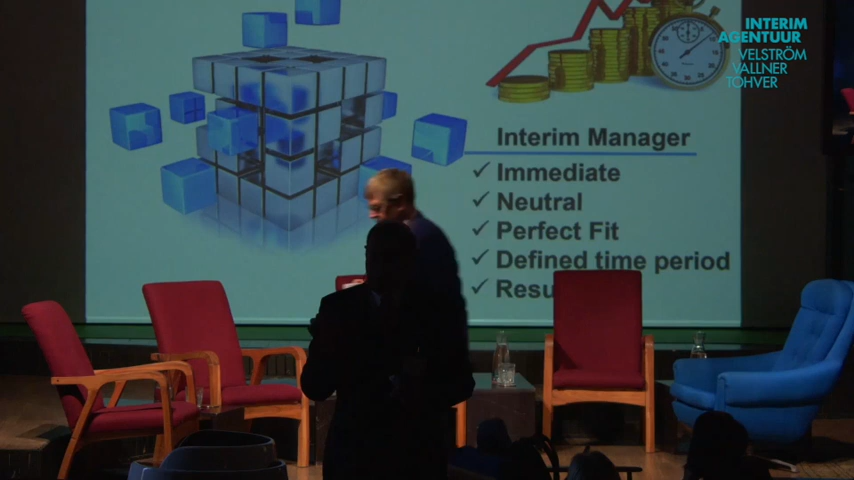 INTERIM
AGENTUUR
VELSTRÖM
VALLNER
TOHVER
Interim Manager
✓ Immediate
✓ Neutral
✓ Perfect Fit
✓ Defined time period